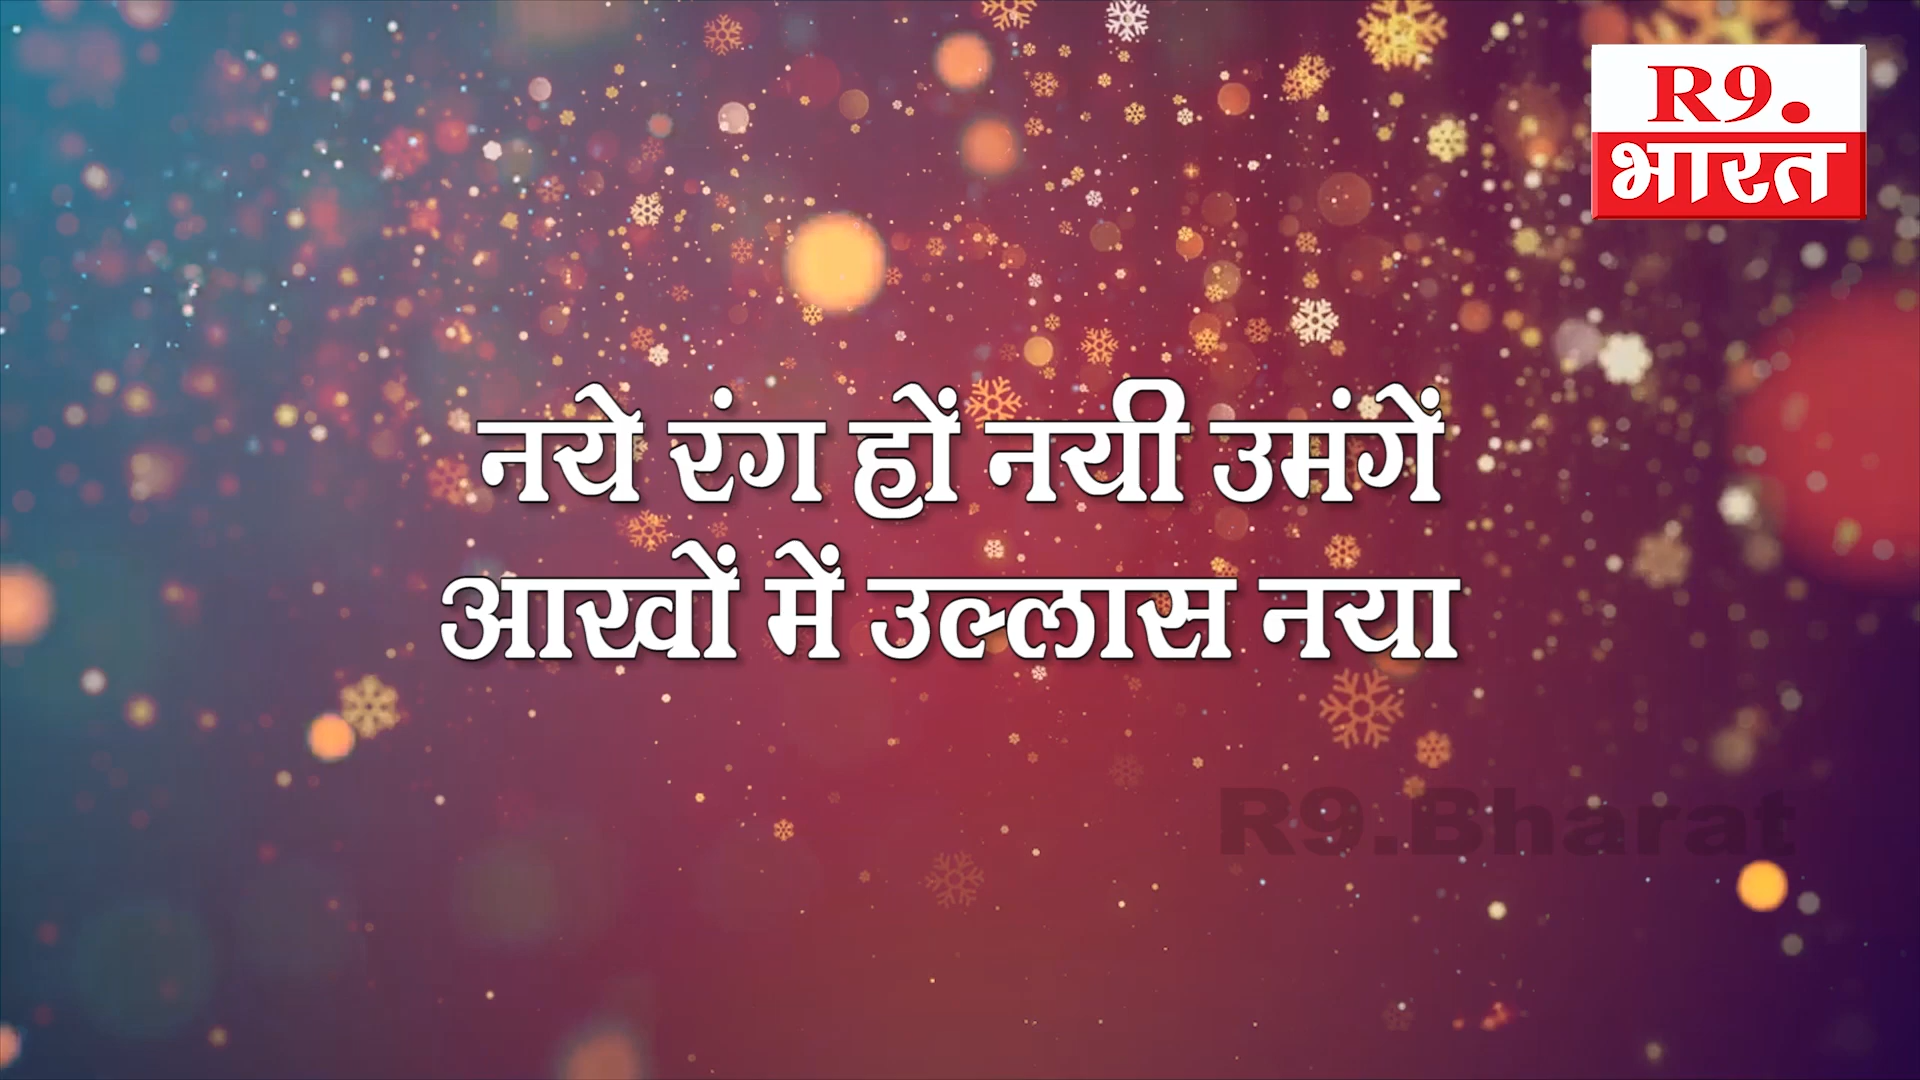 R9.
भारत
नये रंग हों नयी उमंगें
आखों में उल्लास नया
R9.Bharat